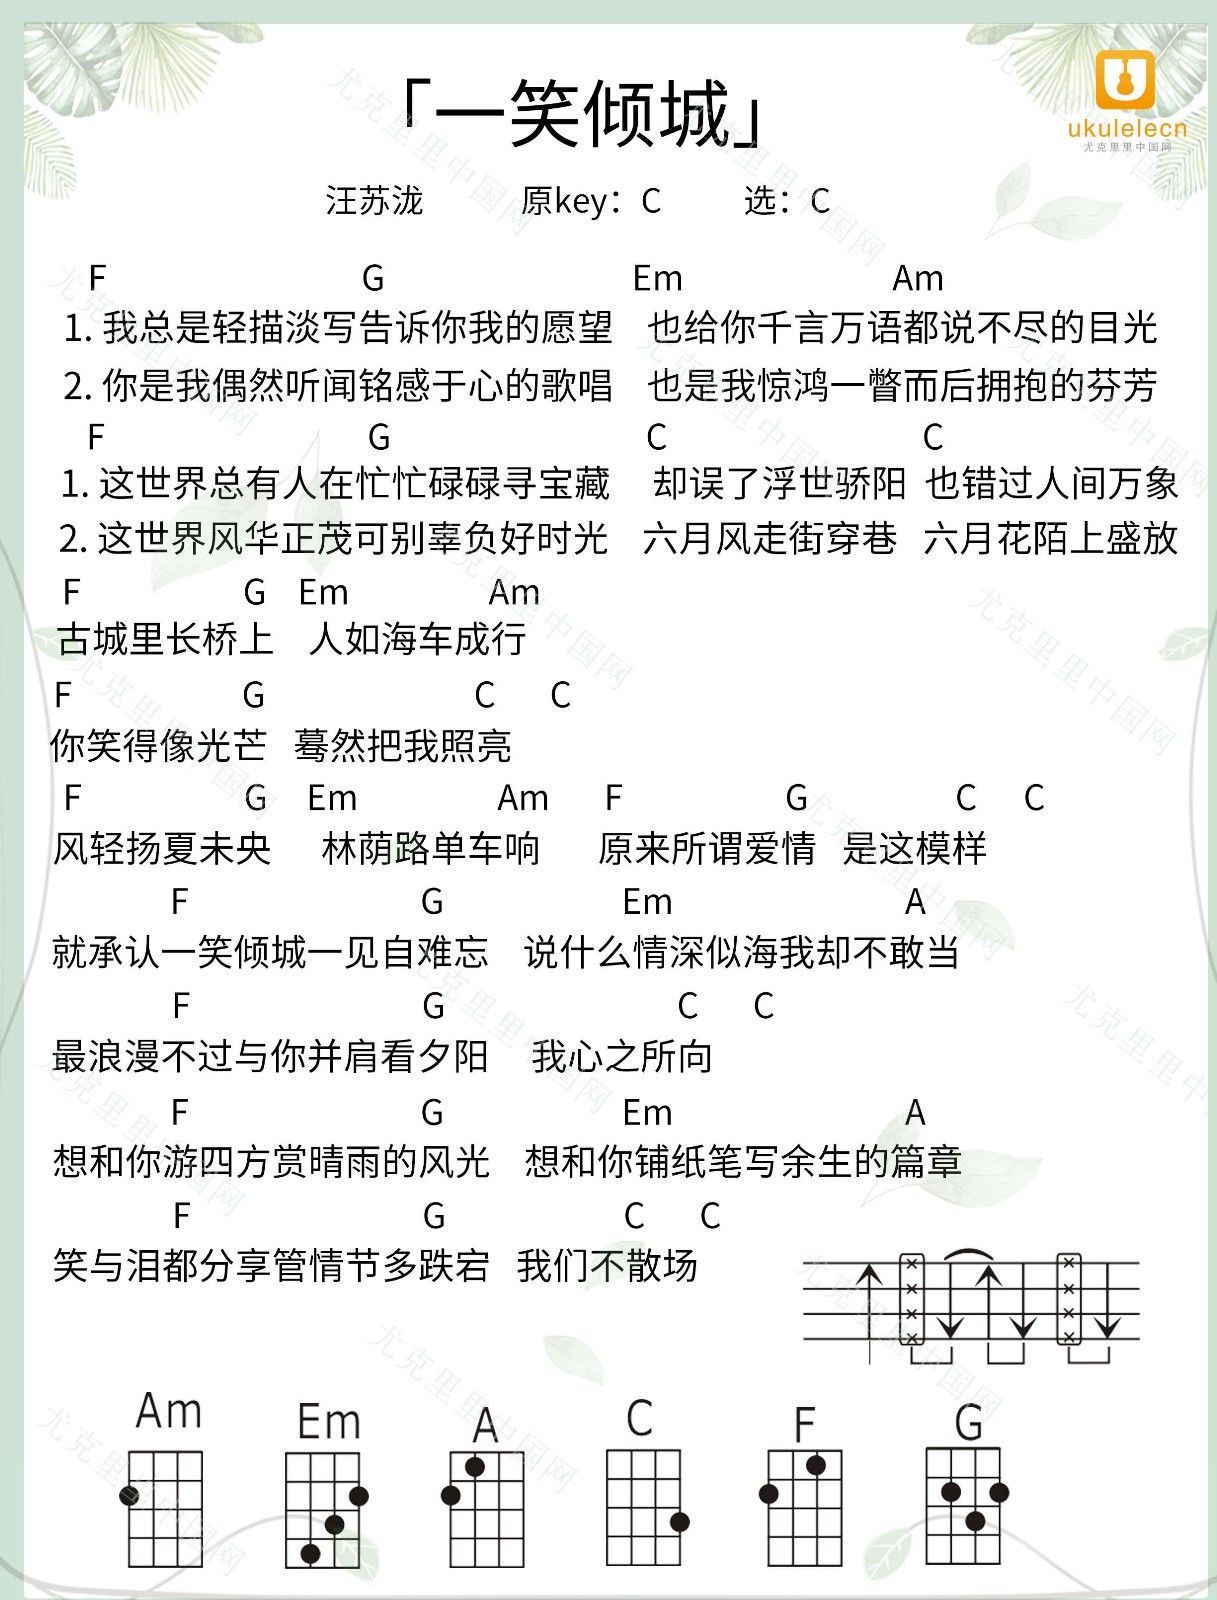 「一笑倾城」
ukulelecn
尤克里里中国网
汪苏泷 原key：C 选：C
F G Em Am
1. 我总是轻描淡写告诉你我的愿望 也给你千言万语都说不尽的目光
2. 你是我偶然听闻铭感于心的歌唱 也是我惊鸿一瞥而后拥抱的芬芳
F G C C
1. 这世界总有人在忙忙碌碌寻宝藏 却误了浮世骄阳 也错过人间万象
2. 这世界风华正茂可别辜负好时光 六月风走街穿巷 六月花陌上盛放
F G Em Am
古城里长桥上 人如海车成行
F G C C
你笑得像光芒 蓦然把我照亮
F G Em Am F G C C
风轻扬夏未央 林荫路单车响 原来所谓爱情 是这模样
F G Em A
就承认一笑倾城一见自难忘 说什么情深似海我却不敢当
F G C C
最浪漫不过与你并肩看夕阳 我心之所向
F G Em A
想和你游四方赏晴雨的风光 想和你铺纸笔写余生的篇章
F G C C
笑与泪都分享管情节多跌宕 我们不散场
Am Em A C F G